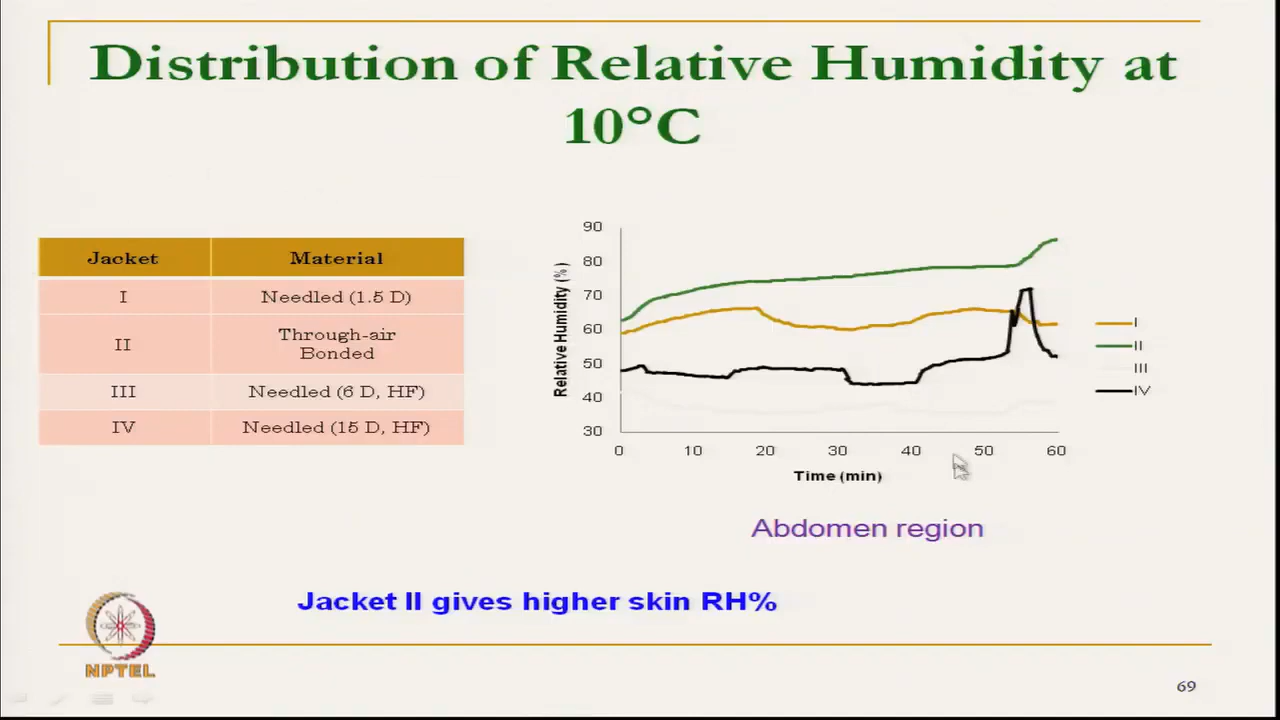 Distribution of Relative Humidity at
10°C
Jacket Material
I Needled (1.5 D)
II Through-air
Bonded
III Needled (6 D, HF)
IV Needled (15 D, HF)
Relative Humidity (%)
90
80
70
60
50
40
30
0 10 20 30 40 50 60
Time (min)
I
II
III
IV
Abdomen region
Jacket II gives higher skin RH%
NPTEL
69